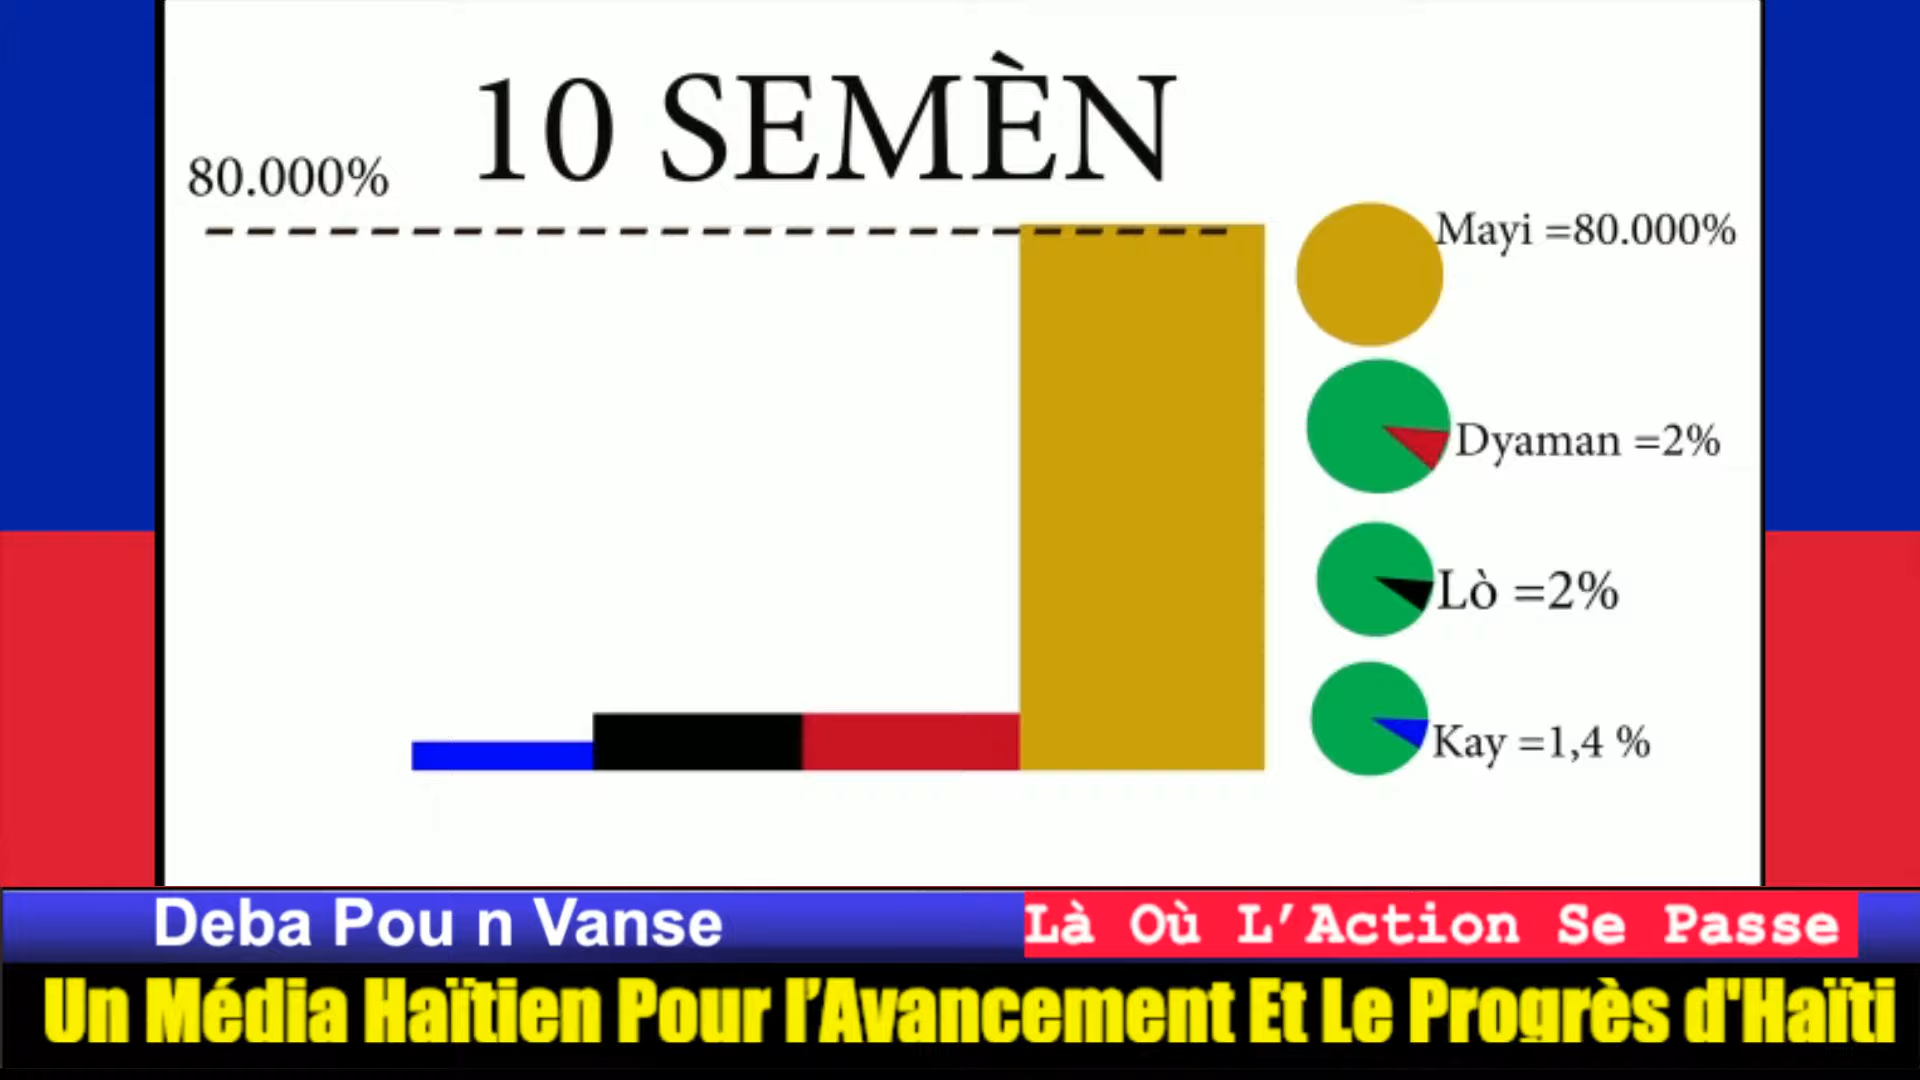 10 SEMÈN
80.000%
Mayi =80.000%
Dyaman =2%
Lò =2%
Kay =1,4 %
Deba Pou n Vanse
Là Où L’Action Se Passe
Un Média Haïtien Pour l’Avancement Et Le Progrès d'Haïti